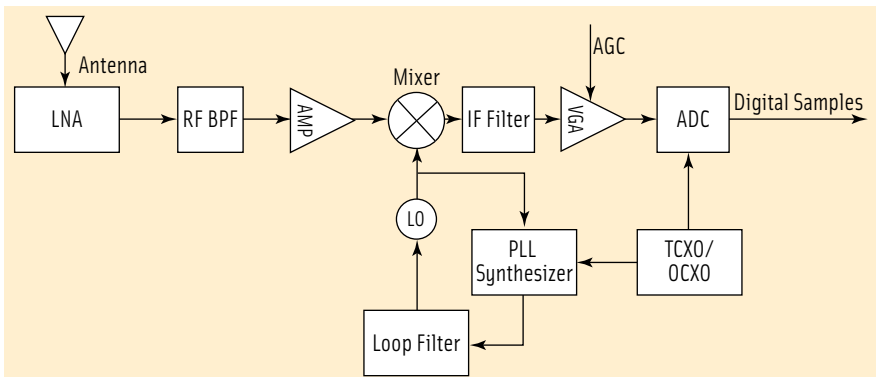 Antenna
LNA
RF BPF
AMP
Mixer
IF Filter
AGC
VGA
ADC
Digital Samples
LO
PLL
Synthesizer
TCXO/
OCXO
Loop Filter